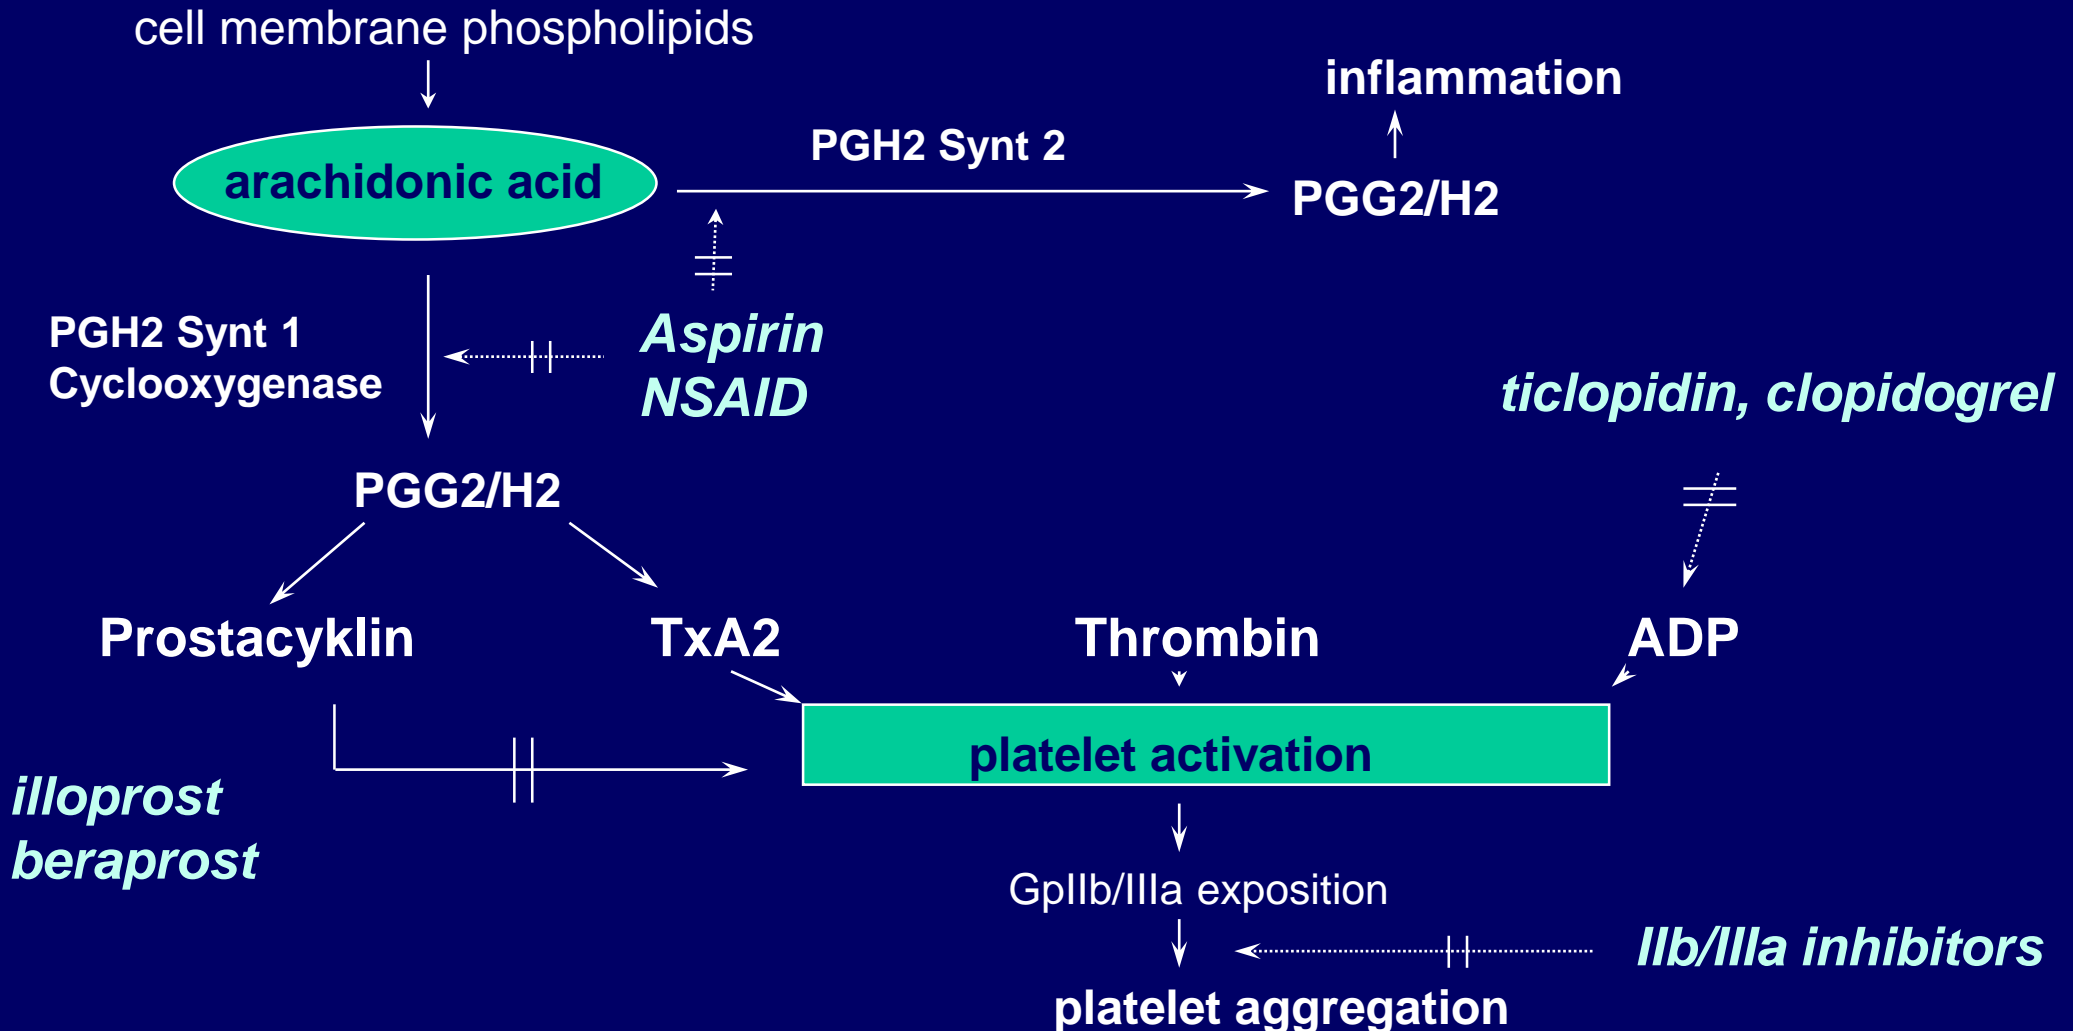 cell membrane phospholipids
inflammation
PGH2 Synt 2
arachidonic acid
PGG2/H2
PGH2 Synt 1
Cyclooxygenase
Aspirin
NSAID
ticlopidin, clopidogrel
PGG2/H2
Prostacyklin
TxA2
Thrombin
ADP
platelet activation
illoprost
beraprost
GpIIb/IIIa exposition
IIb/IIIa inhibitors
platelet aggregation